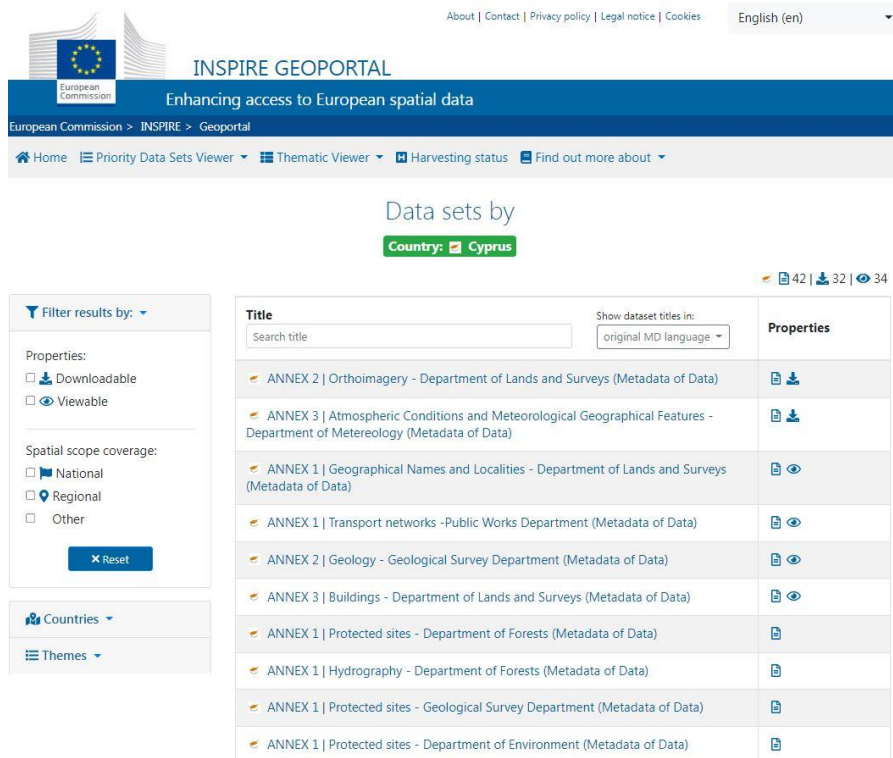 About | Contact | Privacy policy | Legal notice | Cookies
English (en)
European
Commission
INSPIRE GEOPORTAL
Enhancing access to European spatial data
European Commission > INSPIRE > Geoportal
Home Priority Data Sets Viewer Thematic Viewer Harvesting status Find out more about
Data sets by
Country: Cyprus
42 | 32 | 34
Filter results by:
Properties:
Downloadable
Viewable
Spatial scope coverage:
National
Regional
Other
Reset
Countries
Themes
Title
Search title
Show dataset titles in:
original MD language
Properties
ANNEX 2 | Orthoimagery - Department of Lands and Surveys (Metadata of Data)
ANNEX 3 | Atmospheric Conditions and Meteorological Geographical Features -
Department of Metereology (Metadata of Data)
ANNEX 1 | Geographical Names and Localities - Department of Lands and Surveys
(Metadata of Data)
ANNEX 1 | Transport networks -Public Works Department (Metadata of Data)
ANNEX 2 | Geology - Geological Survey Department (Metadata of Data)
ANNEX 3 | Buildings - Department of Lands and Surveys (Metadata of Data)
ANNEX 1 | Protected sites - Department of Forests (Metadata of Data)
ANNEX 1 | Hydrography - Department of Forests (Metadata of Data)
ANNEX 1 | Protected sites - Geological Survey Department (Metadata of Data)
ANNEX 1 | Protected sites - Department of Environment (Metadata of Data)